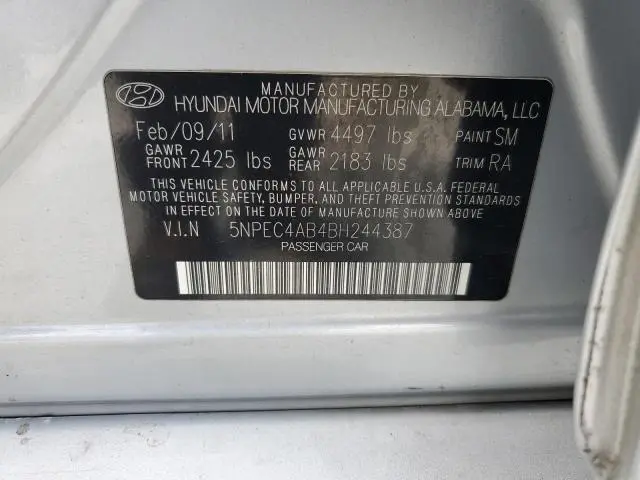 MANUFACTURED BY
HYUNDAI MOTOR MANUFACTURING ALABAMA, LLC
Feb/09/11 GVWR 4497 lbs PAINT SM
GAWR FRONT 2425 lbs GAWR REAR 2183 lbs TRIM RA
THIS VEHICLE CONFORMS TO ALL APPLICABLE U.S.A. FEDERAL
MOTOR VEHICLE SAFETY, BUMPER, AND THEFT STANDARDS
IN EFFECT ON THE DATE OF MANUFACTURE SHOWN ABOVE.
V.I.N 5NPEC4AB4BH244387
PASSENGER CAR